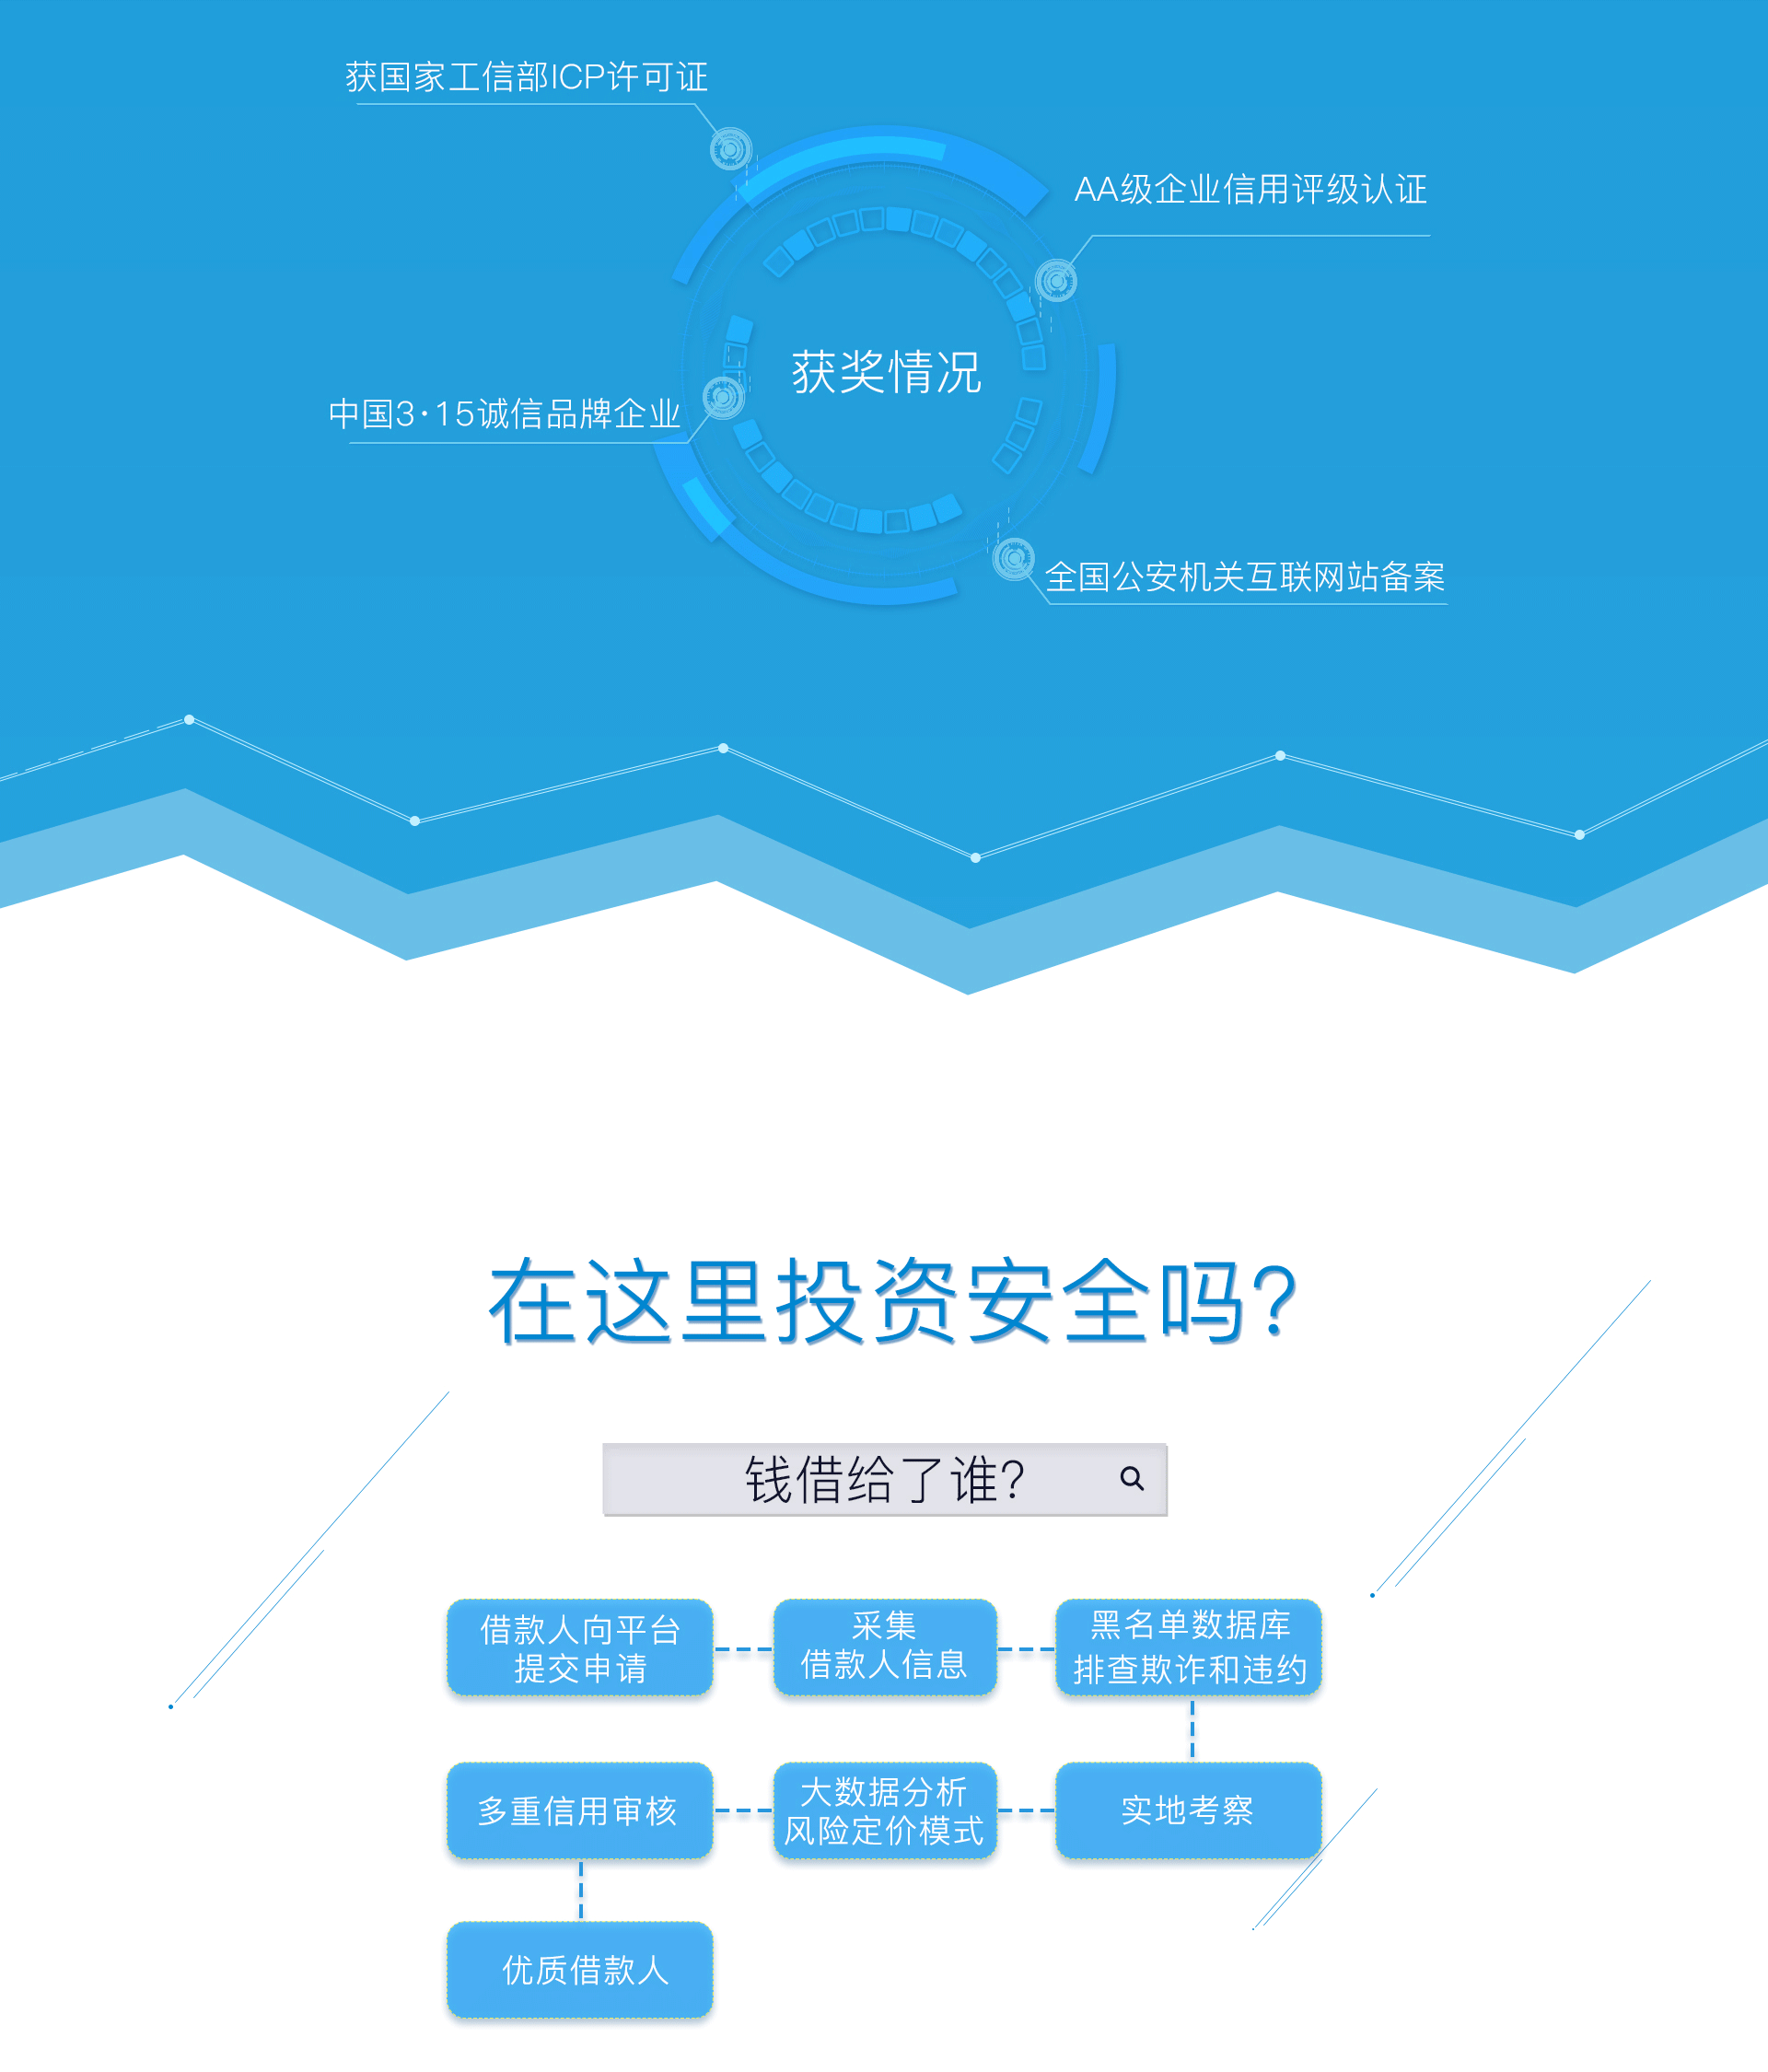 获国家工信部ICP许可证
AA级企业信用评级认证
获奖情况
中国3·15诚信品牌企业
全国公安机关互联网站备案
在这里投资安全吗?
钱借给了谁?
借款人向平台
提交申请
采集
借款人信息
黑名单数据库
排查欺诈和违约
多重信用审核
大数据分析
风险定价模式
实地考察
优质借款人